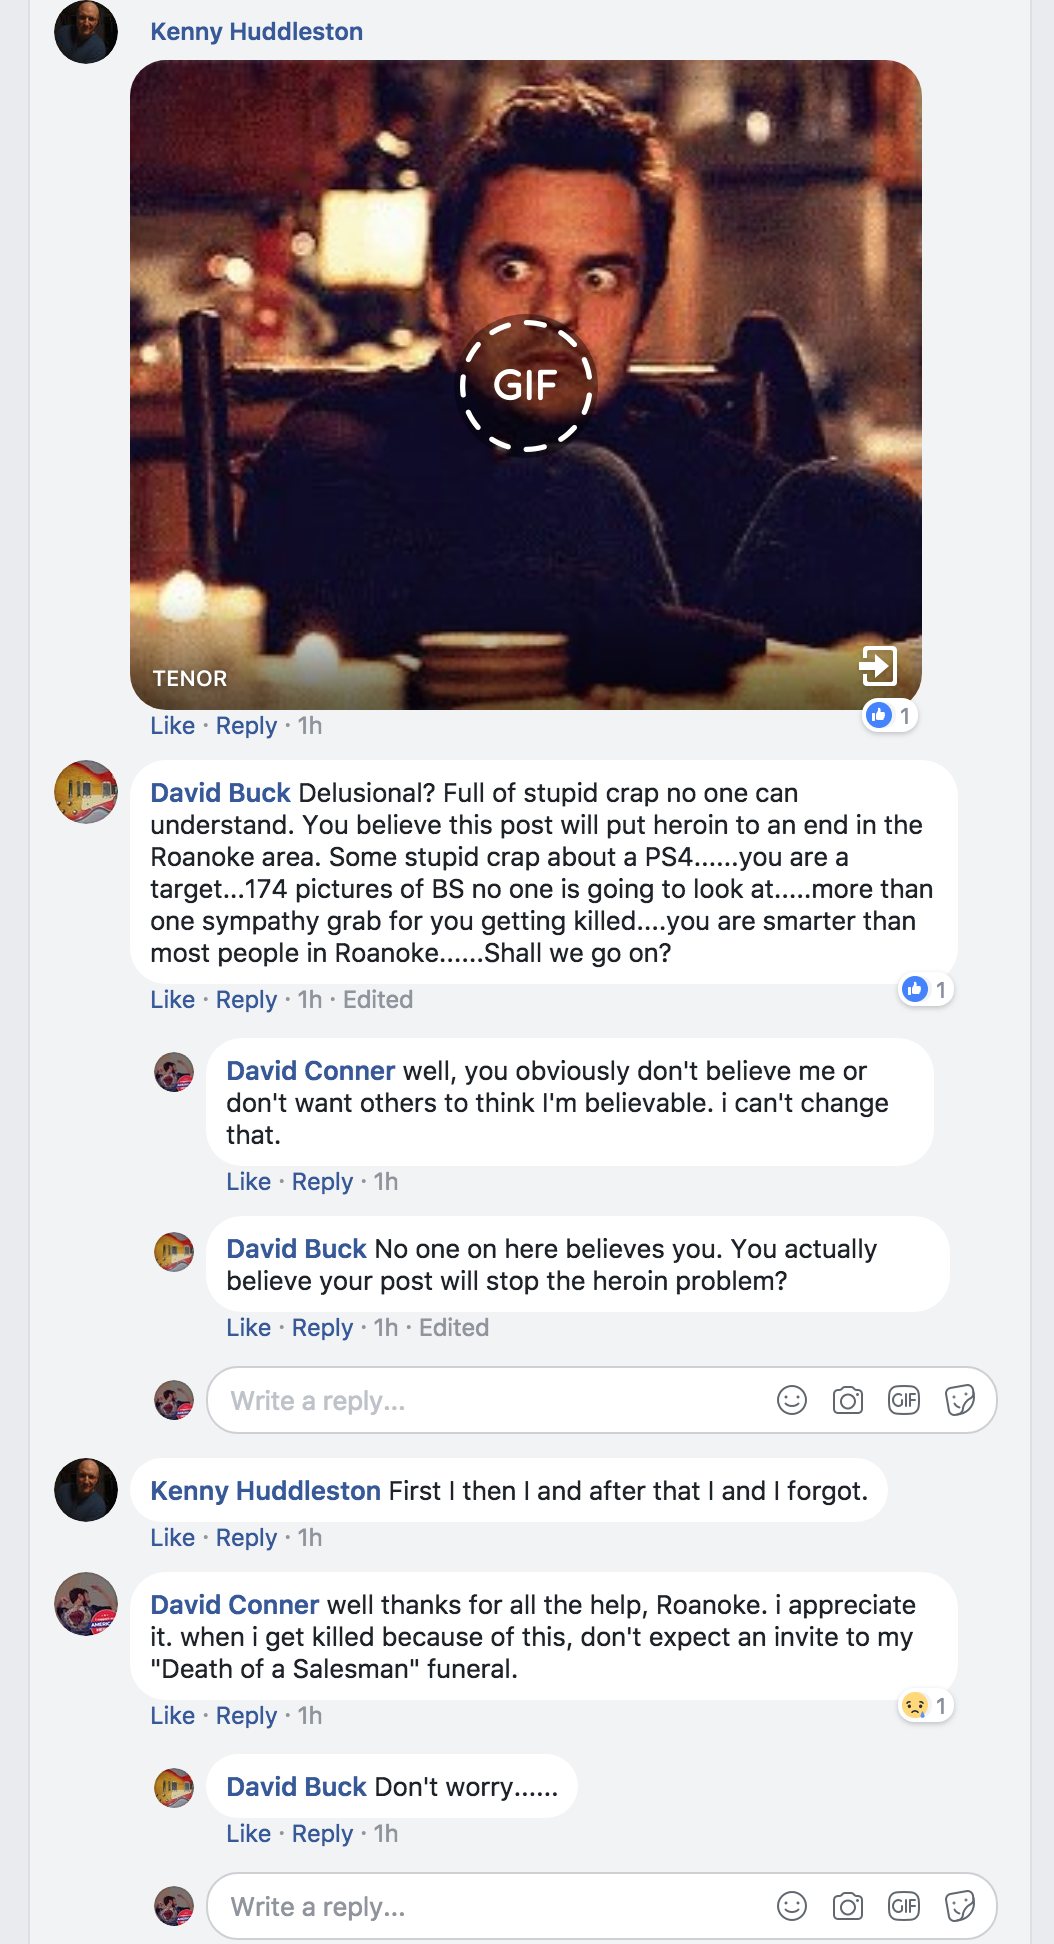 Kenny Huddleston
GIF
TENOR
Like · Reply · 1h
1
David Buck Delusional? Full of stupid crap no one can
understand. You believe this post will put heroin to an end in the
Roanoke area. Some stupid crap about a PS4......you are a
target...174 pictures of BS no one is going to look at.....more than
one sympathy grab for you getting killed....you are smarter than
most people in Roanoke......Shall we go on?
Like · Reply · 1h · Edited
1
David Conner well, you obviously don't believe me or
don't want others to think I'm believable. i can't change
that.
Like · Reply · 1h
David Buck No one on here believes you. You actually
believe your post will stop the heroin problem?
Like · Reply · 1h · Edited
Write a reply...
GIF
Kenny Huddleston First I then I and after that I and I forgot.
Like · Reply · 1h
David Conner well thanks for all the help, Roanoke. i appreciate
it. when i get killed because of this, don't expect an invite to my
"Death of a Salesman" funeral.
Like · Reply · 1h
1
David Buck Don't worry......
Like · Reply · 1h
Write a reply...
GIF